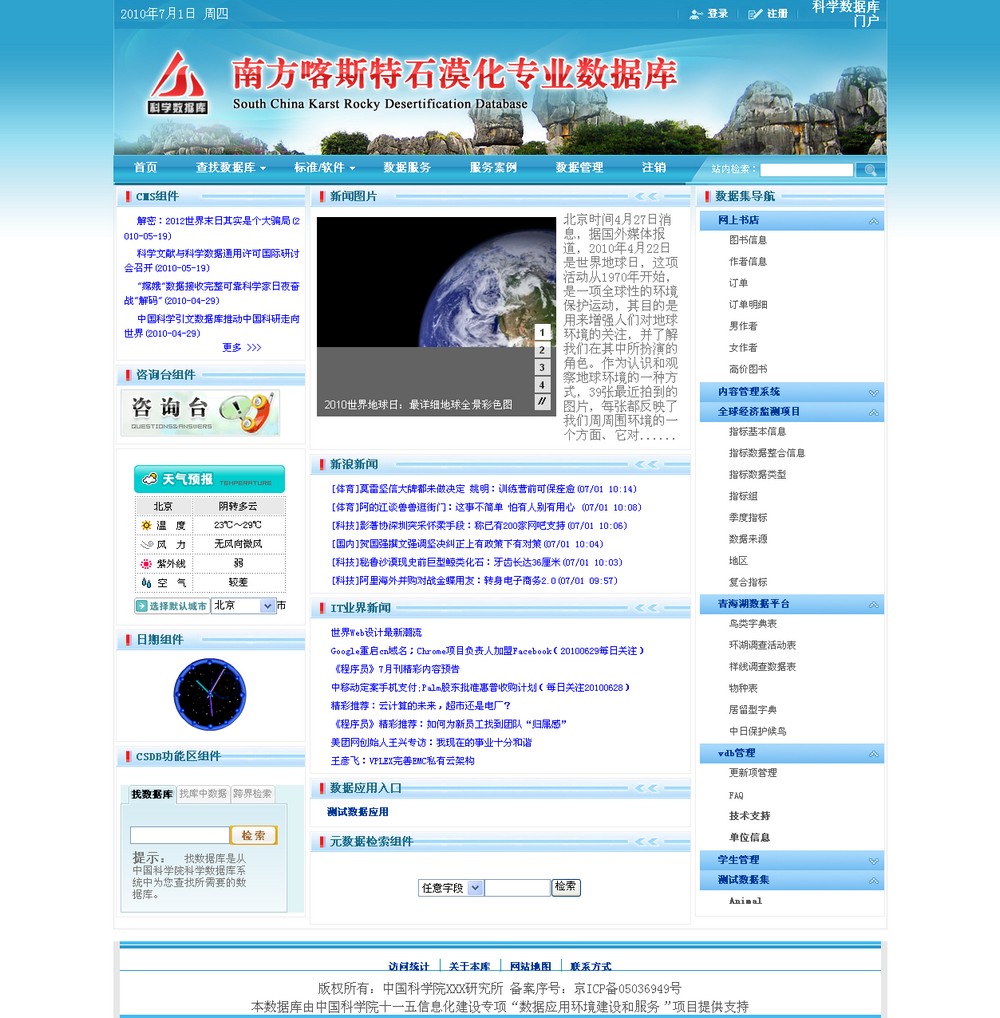 2010年7月1日 周四
登录
注册
科学数据库
门户
科学数据库
南方喀斯特石漠化专业数据库
South China Karst Rocky Desertification Database
首页
查找数据库
标准/软件
数据服务
服务案例
数据管理
注销
站内检索:
CMS组件
解密:2012世界末日其实是个大骗局(2
010-05-19)
科学文献与科学数据通用许可国际研讨
会召开(2010-05-19)
“嫦娥”数据接收完整可靠科学家日夜奋
战“解码”(2010-04-29)
中国科学引文数据库推动中国科研走向
世界(2010-04-29)
更多 >>>
咨询台组件
咨询台
QUESTIONS&ANSWERS
天气预报 TEMPERATURE
北京 阴转多云
温 度 23℃~29℃
风 力 无风向微风
紫外线 弱
空 气 较差
选择默认城市 北京 市
日期组件
CSDB功能区组件
找数据库 找库中数据 跨界检索
检索
提示: 找数据库是从
中国科学院科学数据库系
统中为您查找所需要的数
据库。
新闻图片
1
2
3
4
//
2010世界地球日:最详细地球全景彩色图
北京时间4月27日消
息,据国外媒体报
道,2010年4月22日
是世界地球日,这项
活动从1970年开始,
是一项全球性的环境
保护运动,其目的是
用来增强人们对地球
环境的关注,并了解
我们在其中所扮演的
角色。作为认识和观
察地球环境的一种方
式,39张最近拍到的
图片,每张都反映了
我们周周围环境的一
个方面、它对......
新浪新闻
[体育]莫雷坚信大牌都未做决定 姚明:训练营前可保痊愈(07/01 10:14)
[体育]阿的江谈兽兽逛街门:这事不简单 怕有人别有用心 (07/01 10:08)
[科技]影著协深圳突采怀柔手段:称已有200家网吧支持(07/01 10:06)
[国内]贺国强撰文强调坚决纠正上有政策下有对策(07/01 10:04)
[科技]秘鲁沙漠现史前巨型鲸类化石:牙齿长达36厘米(07/01 10:03)
[科技]阿里海外并购对战金蝶用友:转身电子商务2.0(07/01 09:57)
IT业界新闻
世界Web设计最新潮流
Google重启cn域名;Chrome项目负责人加盟Facebook(20100629每日关注)
《程序员》7月刊精彩内容预告
中移动定案手机支付;Palm股东批准惠普收购计划(每日关注20100628)
精彩推荐:云计算的未来,超市还是电厂?
《程序员》精彩推荐:如何为新员工找到团队“归属感”
美团网创始人王兴专访:我现在的事业十分和谐
王彦飞:VPLEX完善EMC私有云架构
数据应用入口
测试数据应用
元数据检索组件
任意字段 检索
数据集导航
网上书店
图书信息
作者信息
订单
订单明细
男作者
女作者
高价图书
内容管理系统
全球经济监测项目
指标基本信息
指标数据整合信息
指标数据类型
指标组
季度指标
数据来源
地区
复合指标
青海湖数据平台
鸟类字典表
环湖调查活动表
样线调查数据表
物种表
居留型字典
中日保护候鸟
vdb管理
更新项管理
FAQ
技术支持
单位信息
学生管理
测试数据集
Animal
访问统计 关于本库 网站地图 联系方式
版权所有:中国科学院XXX研究所 备案序号:京ICP备05036949号
本数据库由中国科学院十一五信息化建设专项“数据应用环境建设和服务”项目提供支持